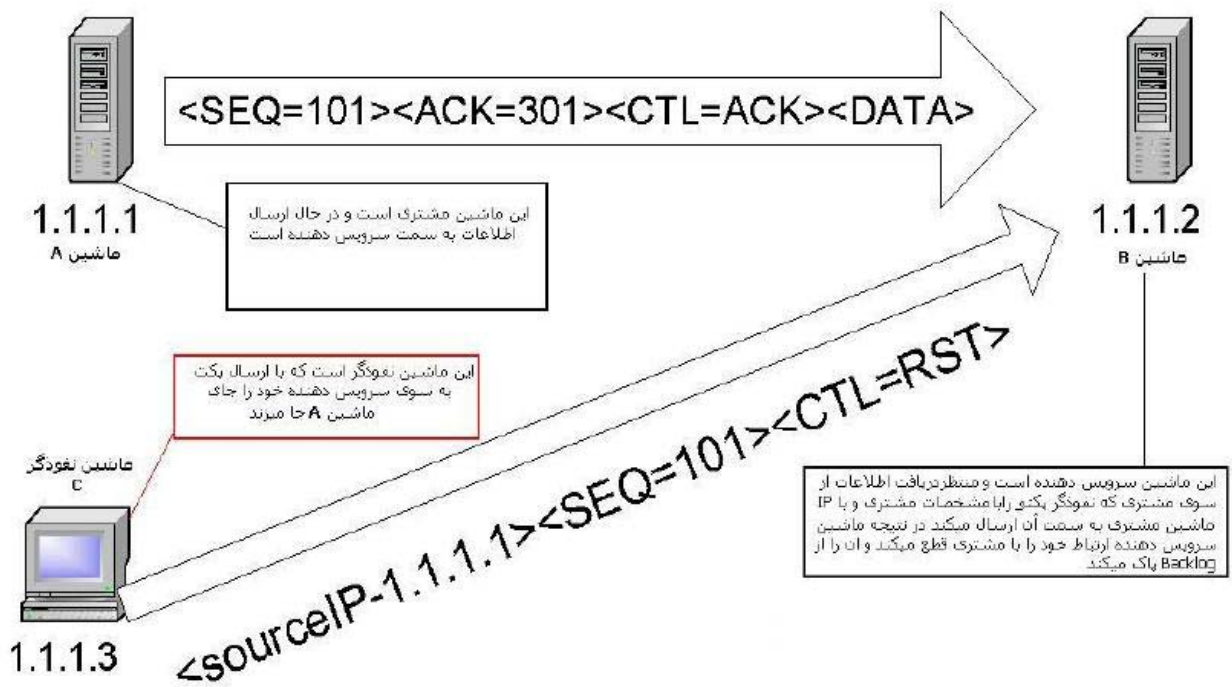 <SEQ=101><ACK=301><CTL=ACK><DATA>
1.1.1.1
ماشین A
این ماشین مشتری است و در حال ارسال
اطلاعات به سمت سرویس دهنده است
1.1.1.2
ماشین B
این ماشین نفوذگر است که با ارسال پکت
به سوی سرویس دهنده خود را جای
ماشین A جا میزند
ماشین نفوذگر
C
1.1.1.3
<sourceIP-1.1.1.1><SEQ=101><CTL=RST>
این ماشین سرویس دهنده است و منتظر دریافت اطلاعات از
سوی مشتری که نفوذگر پکتی را با مشخصات مشتری و با IP
ماشین مشتری به سمت آن ارسال میکند در نتیجه ماشین
سرویس دهنده ارتباط خود را با مشتری قطع میکند و ان را از
Backlog پاک میکند